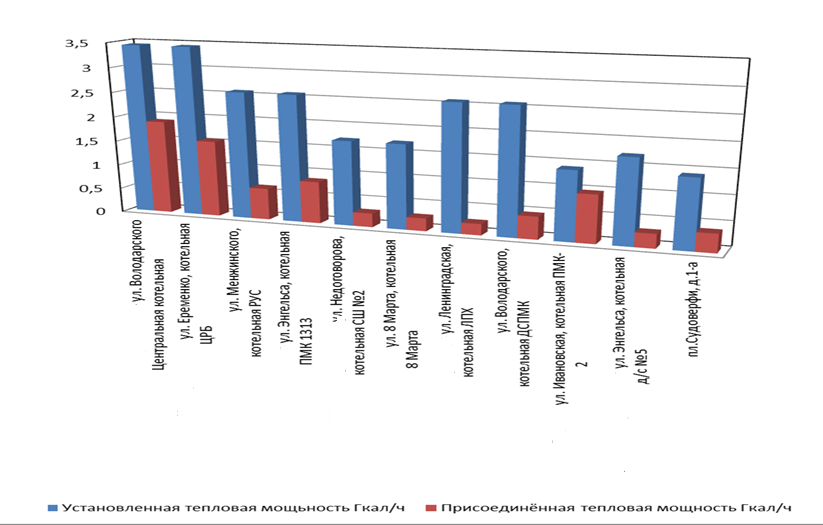 3,5
3
2,5
2
1,5
1
0,5
0
ул. Володарского
Центральная котельная
ул. Еременко, котельная
ЦРБ
ул. Менжинского,
котельная РУС
ул. Энгельса, котельная
ПМК 1313
ул. Недоговорова,
котельная СШ №2
ул. 8 Марта, котельная
8 Марта
ул. Ленинградская,
котельная ЛПХ
ул. Володарского,
котельная ДСПМК
ул. Ивановская, котельная ПМК-
2
ул. Энгельса, котельная
д/с №5
пл.Судоверфи, д.1-а
Установленная тепловая мощьность Гкал/ч
Присоединённая тепловая мощность Гкал/ч